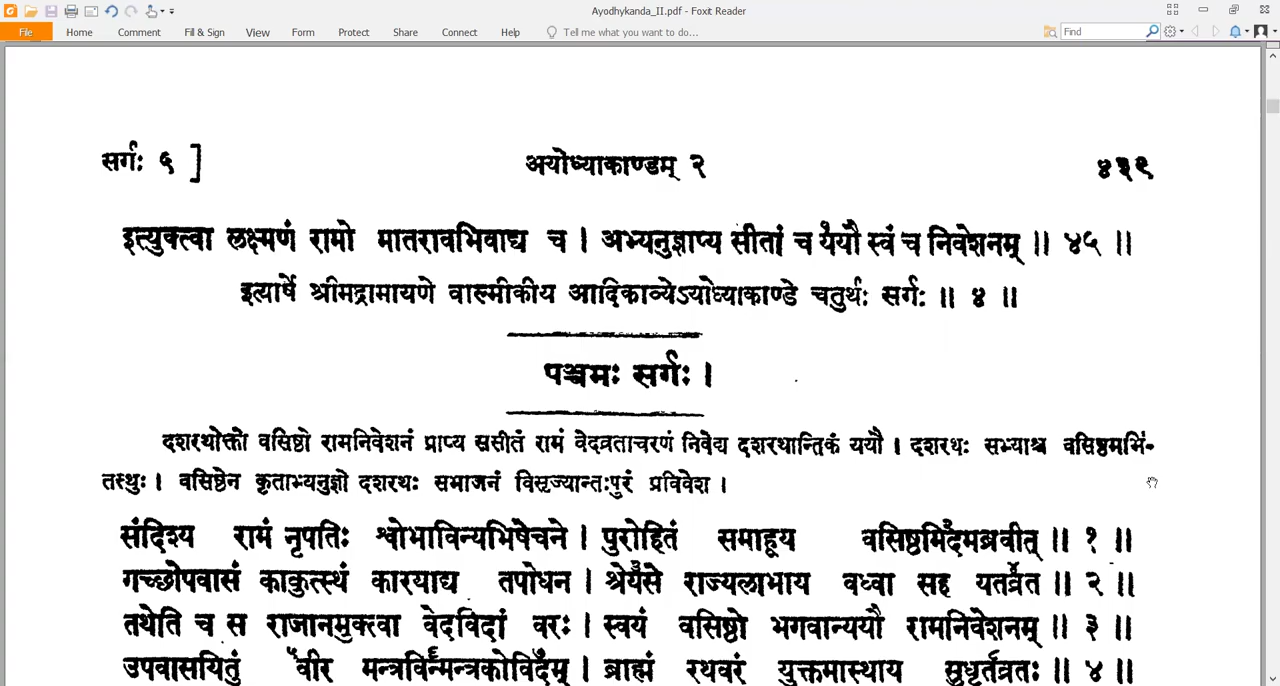 Ayodhykanda_II.pdf - Foxit Reader
File Home Comment Fill & Sign View Form Protect Share Connect Help Tell me what you want to do... Find
सर्गः ५ ] अयोध्याकाण्डम् २ ४३९
इत्युक्त्वा लक्ष्मणं रामो मातरावभिवाद्य च । अभ्यनुज्ञाप्य सीतां च ययौ स्वं च निवेशनम् ॥ ४५ ॥
इत्यार्षे श्रीमद्रामायणे वाल्मीकीय आदिकाव्येऽयोध्याकाण्डे चतुर्थः सर्गः ॥ ४ ॥
पञ्चमः सर्गः ।
दशरथोक्तो वसिष्ठो रामनिवेशनं प्राप्य ससीतं रामं वेदव्रताचरणं निवेद्य दशरथान्तिकं ययौ । दशरथः सभ्याश्च वसिष्ठमभि-
तस्थुः । वसिष्ठेन कृताभ्यनुज्ञो दशरथः समाजनं विसृज्यान्तःपुरं प्रविवेश ।
संदिश्य रामं नृपतिः श्वोभाविन्यभिषेचने । पुरोहितं समाहूय वसिष्ठमिदमब्रवीत् ॥ १ ॥
गच्छोपवासं काकुत्स्थं कारयाद्य तपोधन । श्रेयसे राज्यलाभाय वध्वा सह यतव्रत ॥ २ ॥
तथेति च स राजानमुक्त्वा वेदविदां वरः । स्वयं वसिष्ठो भगवान्ययौ रामनिवेशनम् ॥ ३ ॥
उपवासयितुं वीर मन्त्रविन्मन्त्रकोविदम् । ब्राह्मं रथवरं युक्तमास्थाय सुधृतव्रतः ॥ ४ ॥